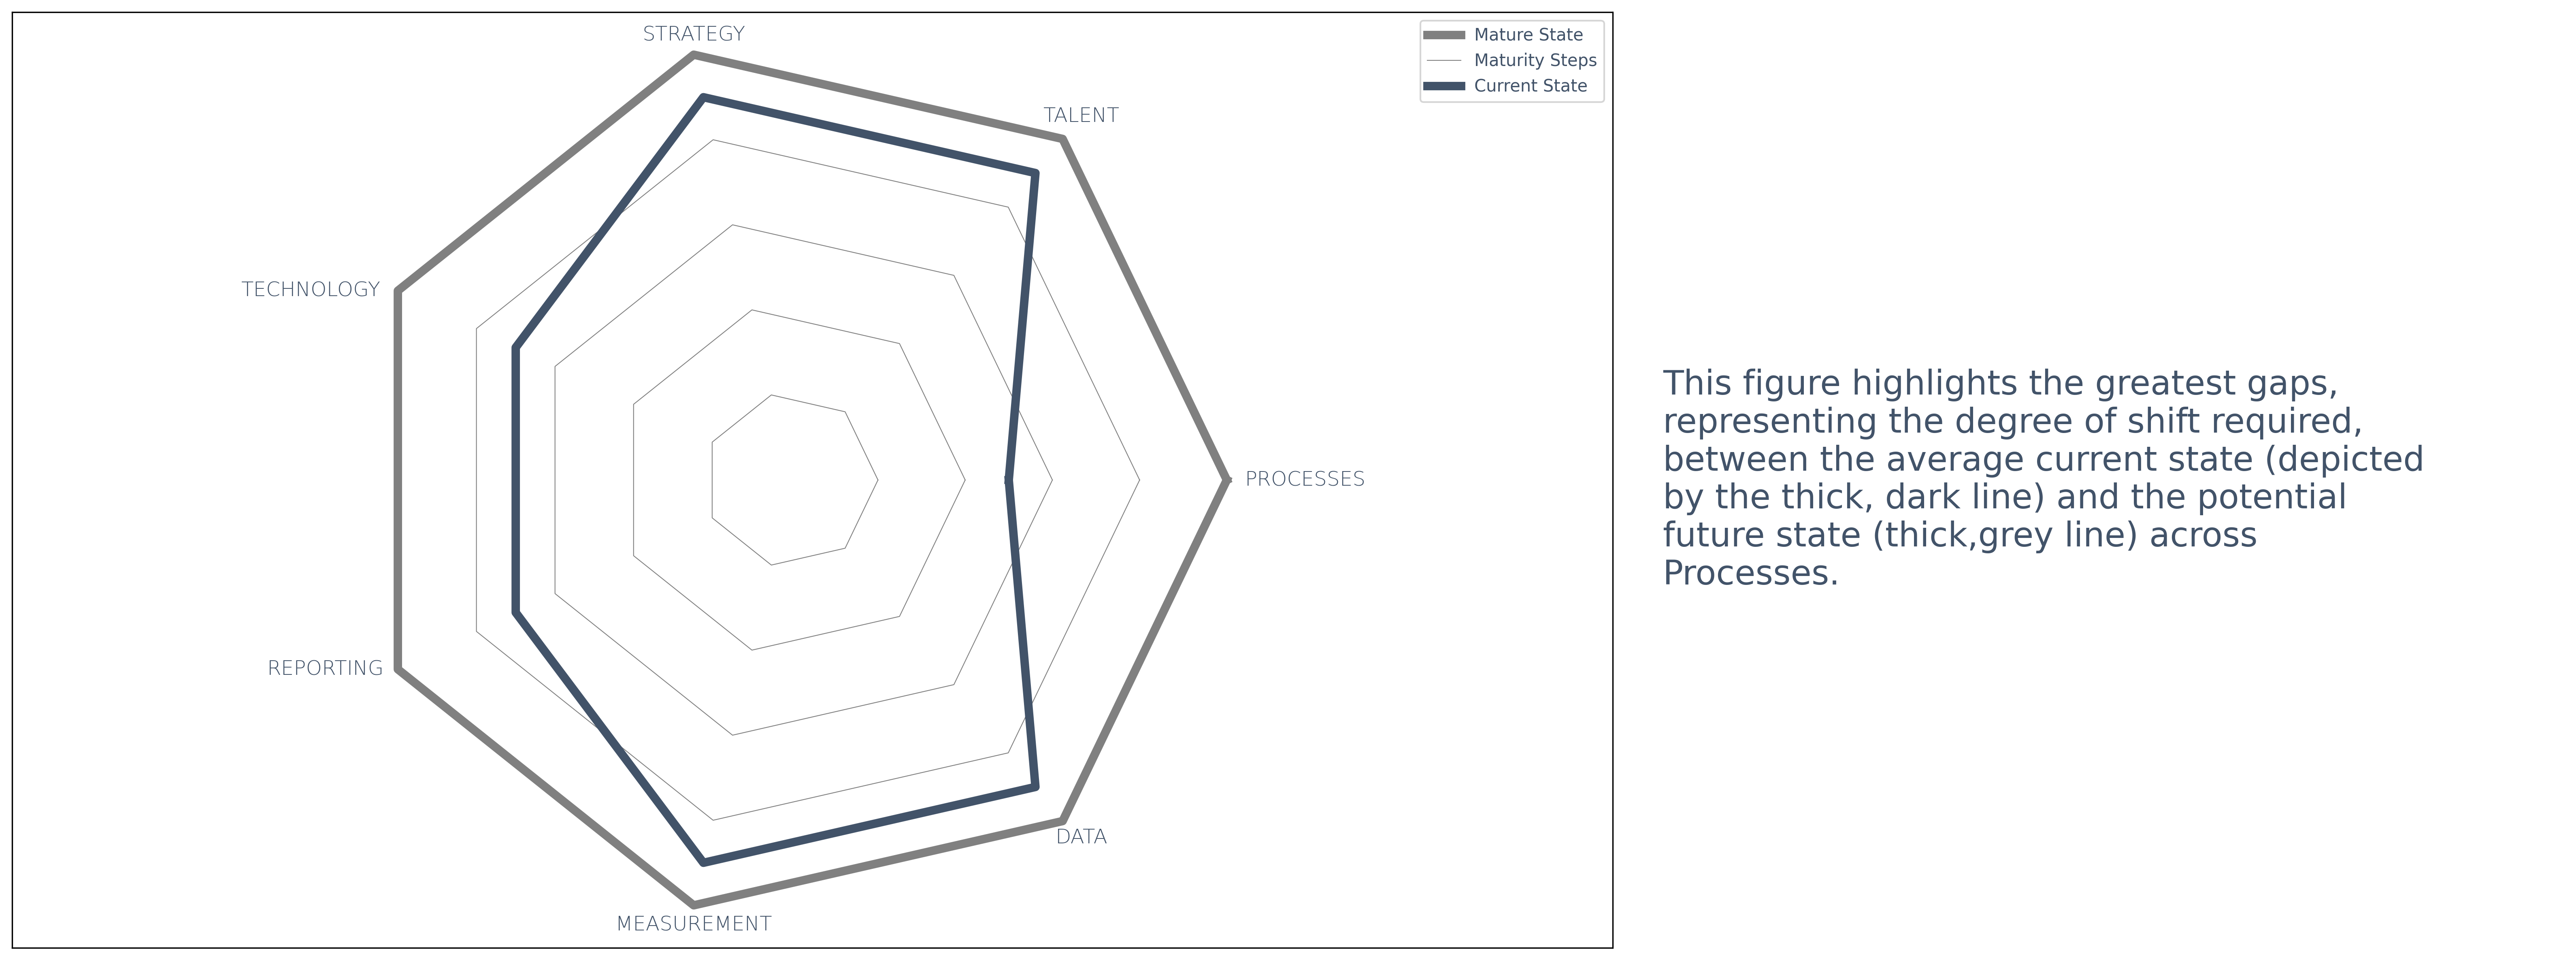 STRATEGY
Mature State
Maturity Steps
Current State
TALENT
TECHNOLOGY
PROCESSES
REPORTING
DATA
MEASUREMENT
This figure highlights the greatest gaps,
representing the degree of shift required,
between the average current state (depicted
by the thick, dark line) and the potential
future state (thick,grey line) across
Processes.